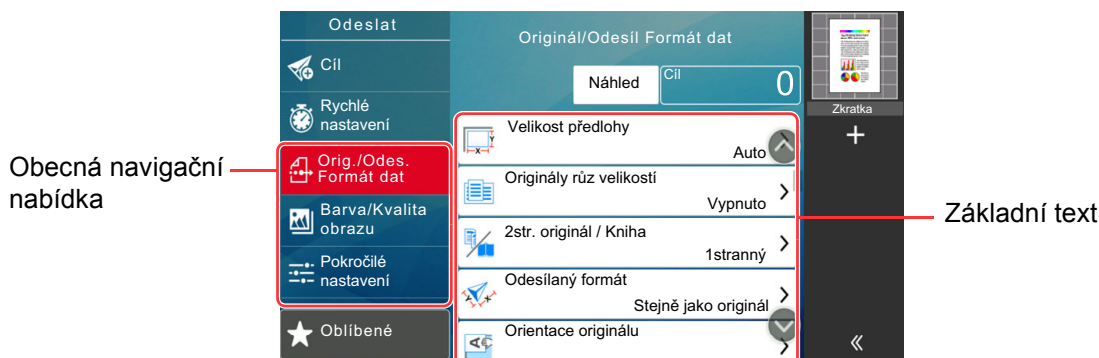 Odeslat
Originál/Odesíl Formát dat
Cíl
Náhled
Cíl
0
Zkratka
Rychlé
nastavení
Velikost předlohy
Auto
Obecná navigační
nabídka
Orig./Odes.
Formát dat
Originály růz velikostí
Vypnuto
Základní text
Barva/Kvalita
obrazu
2str. originál / Kniha
1stranný
Pokročilé
nastavení
Odesílaný formát
Stejně jako originál
Oblíbené
Orientace originálu